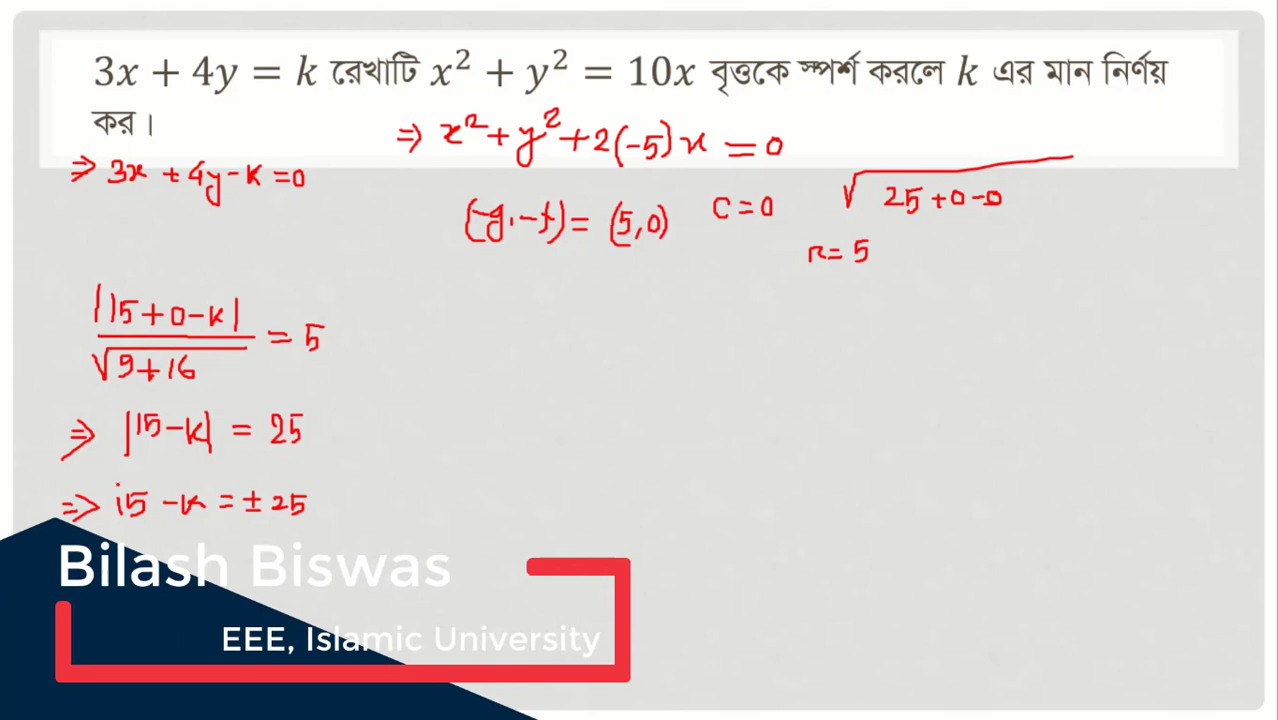 3x + 4y = k রেখাটি x² + y² = 10x বৃত্তকে স্পর্শ করলে k এর মান নির্ণয়
কর।
⇒ x² + y² + 2(-5)x = 0
⇒ 3x + 4y - k = 0
√25+0-0
(-g, -f) = (5, 0) C = 0
r = 5
|15+0-k| / √9+16 = 5
⇒ |15-k| = 25
⇒ 15 - k = ± 25
Bilash Biswas
EEE, Islamic University